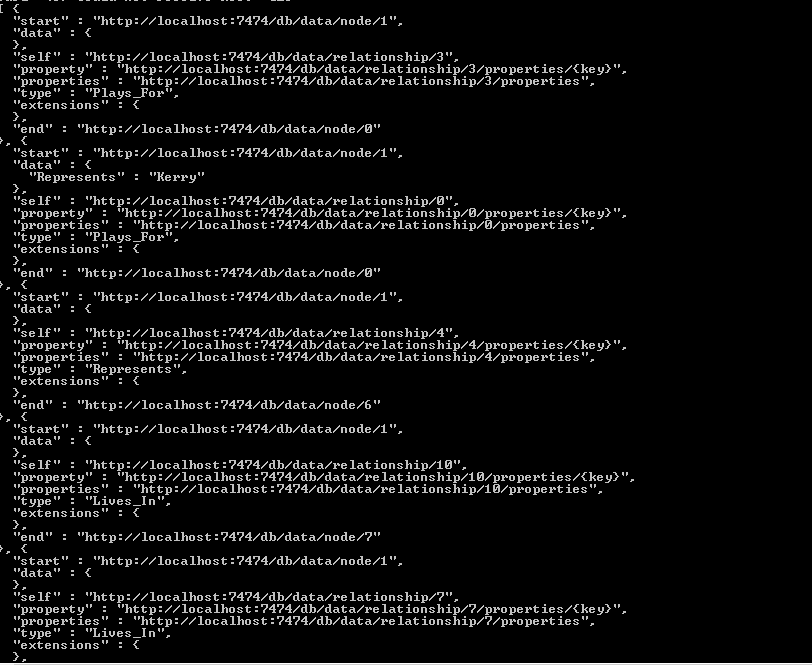 [ {
"start" : "http://localhost:7474/db/data/node/1",
"data" : {
},
"self" : "http://localhost:7474/db/data/relationship/3",
"property" : "http://localhost:7474/db/data/relationship/3/properties/{key}",
"properties" : "http://localhost:7474/db/data/relationship/3/properties",
"type" : "Plays_For",
"extensions" : {
},
"end" : "http://localhost:7474/db/data/node/0"
}, {
"start" : "http://localhost:7474/db/data/node/1",
"data" : {
"Represents" : "Kerry"
},
"self" : "http://localhost:7474/db/data/relationship/0",
"property" : "http://localhost:7474/db/data/relationship/0/properties/{key}",
"properties" : "http://localhost:7474/db/data/relationship/0/properties",
"type" : "Plays_For",
"extensions" : {
},
"end" : "http://localhost:7474/db/data/node/0"
}, {
"start" : "http://localhost:7474/db/data/node/1",
"data" : {
},
"self" : "http://localhost:7474/db/data/relationship/4",
"property" : "http://localhost:7474/db/data/relationship/4/properties/{key}",
"properties" : "http://localhost:7474/db/data/relationship/4/properties",
"type" : "Represents",
"extensions" : {
},
"end" : "http://localhost:7474/db/data/node/6"
}, {
"start" : "http://localhost:7474/db/data/node/1",
"data" : {
},
"self" : "http://localhost:7474/db/data/relationship/10",
"property" : "http://localhost:7474/db/data/relationship/10/properties/{key}",
"properties" : "http://localhost:7474/db/data/relationship/10/properties",
"type" : "Lives_In",
"extensions" : {
},
"end" : "http://localhost:7474/db/data/node/7"
}, {
"start" : "http://localhost:7474/db/data/node/1",
"data" : {
},
"self" : "http://localhost:7474/db/data/relationship/7",
"property" : "http://localhost:7474/db/data/relationship/7/properties/{key}",
"properties" : "http://localhost:7474/db/data/relationship/7/properties",
"type" : "Lives_In",
"extensions" : {
},